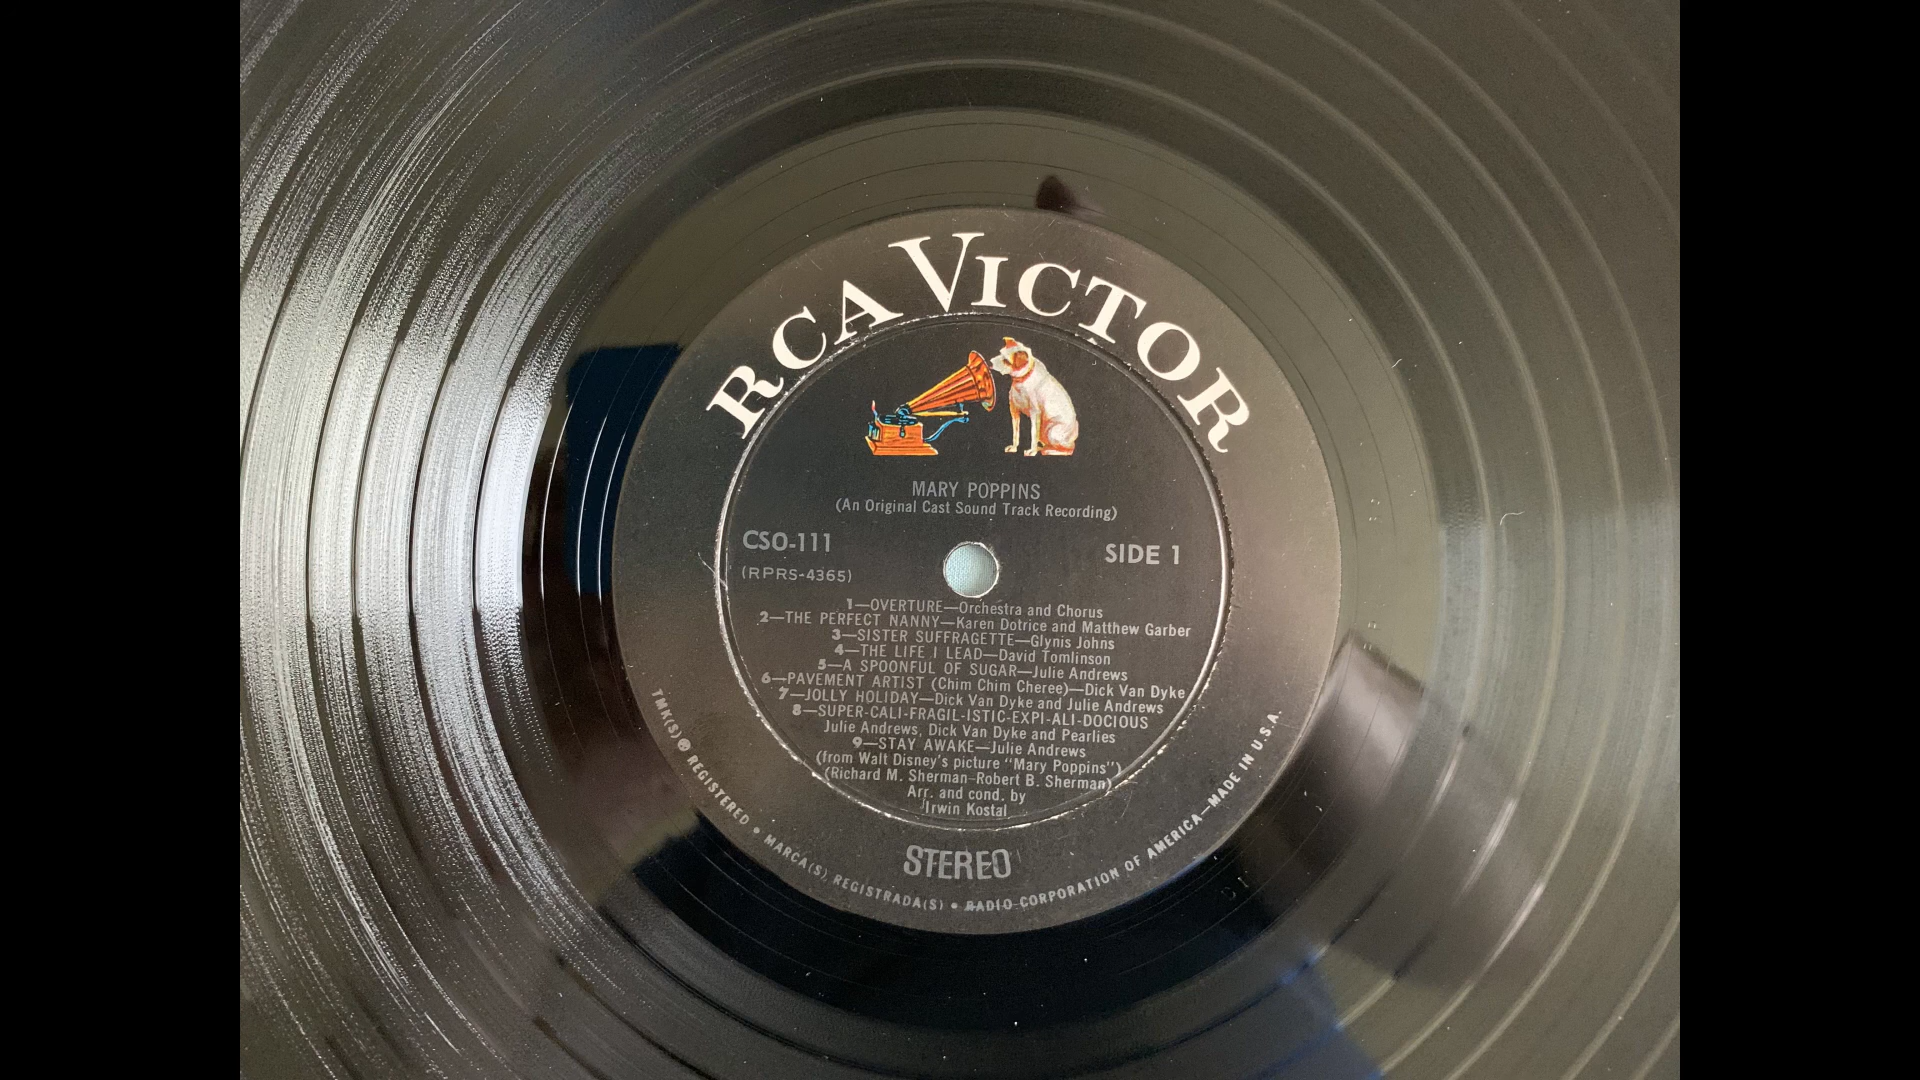 RCA VICTOR
MARY POPPINS
(An Original Cast Sound Track Recording)
CSO-111
SIDE 1
(RPRS-4365)
1—OVERTURE—Orchestra and Chorus
2—THE PERFECT NANNY—Karen Dotrice and Matthew Garber
3—SISTER SUFFRAGETTE—Glynis Johns
4—THE LIFE I LEAD—David Tomlinson
5—A SPOONFUL OF SUGAR—Julie Andrews
6—PAVEMENT ARTIST (Chim Chim Cheree)—Dick Van Dyke
7—JOLLY HOLIDAY—Dick Van Dyke and Julie Andrews
8—SUPER-CALI-FRAGIL-ISTIC-EXPI-ALI-DOCIOUS
Julie Andrews, Dick Van Dyke and Pearlies
9—STAY AWAKE—Julie Andrews
(from Walt Disney's picture "Mary Poppins")
(Richard M. Sherman-Robert B. Sherman)
Arr. and cond. by
Irwin Kostal
STEREO
TMK(S) ® REGISTERED • MARCA(S) REGISTRADA(S) • RADIO CORPORATION OF AMERICA—MADE IN U.S.A.